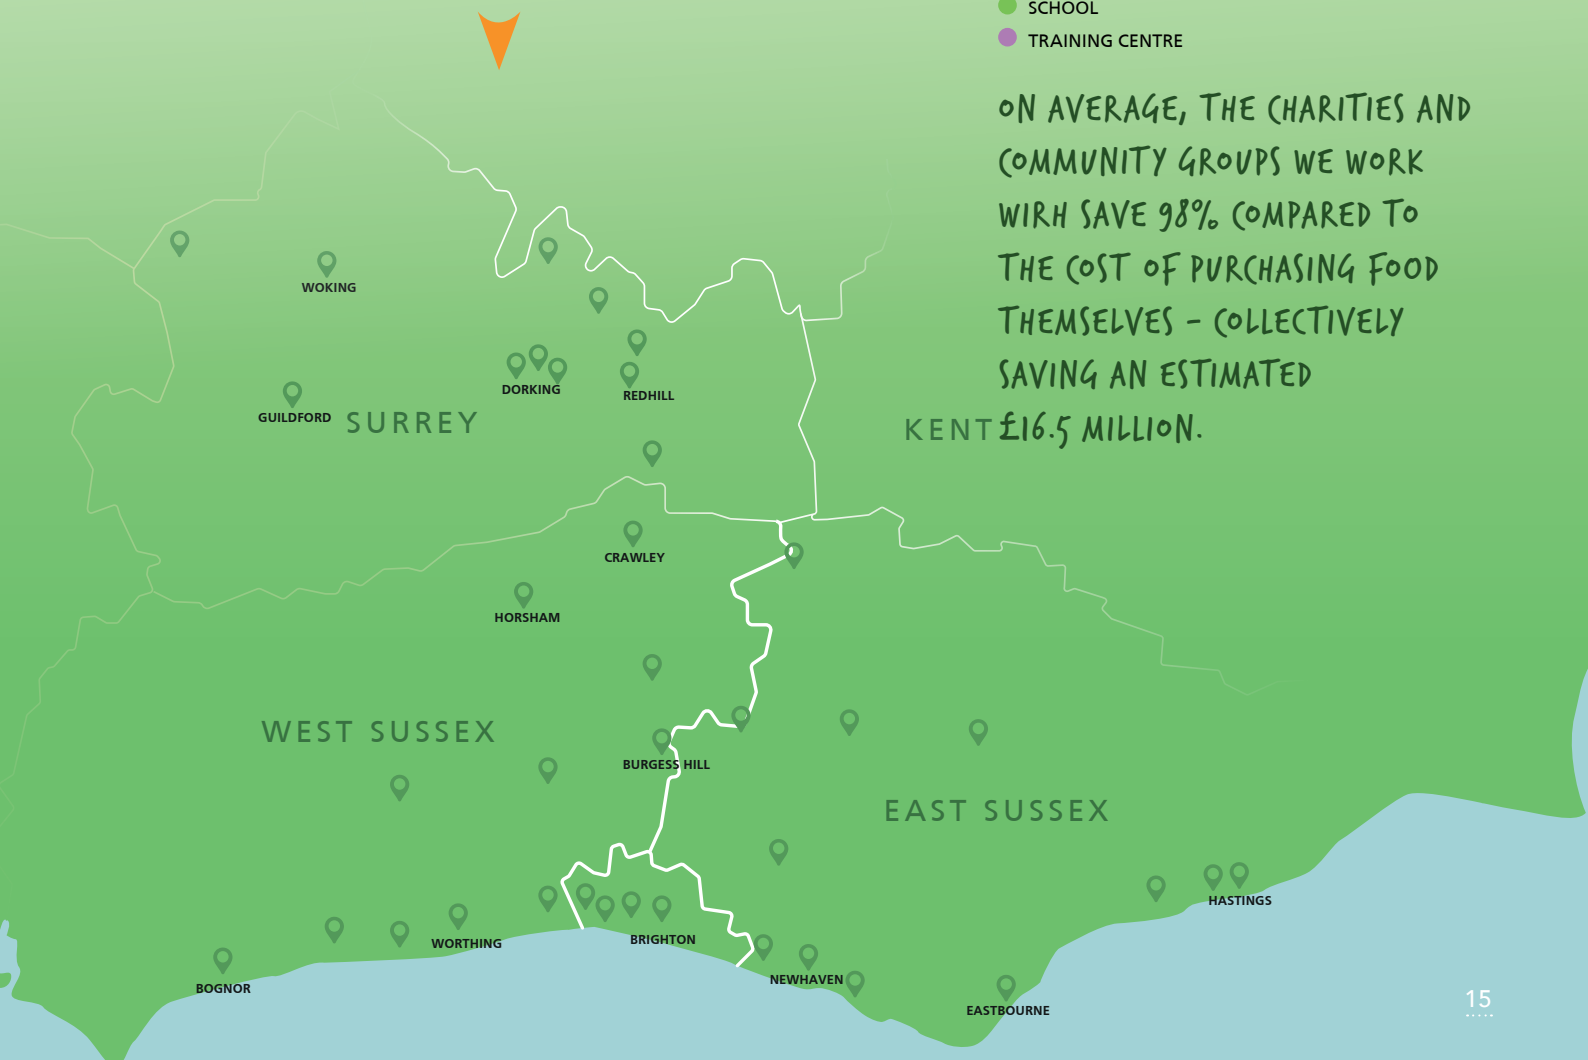 SCHOOL
TRAINING CENTRE
ON AVERAGE, THE CHARITIES AND
COMMUNITY GROUPS WE WORK
WIRH SAVE 98% COMPARED TO
THE COST OF PURCHASING FOOD
THEMSELVES – COLLECTIVELY
SAVING AN ESTIMATED
£16.5 MILLION.
WOKING
DORKING
REDHILL
GUILDFORD
SURREY
KENT
CRAWLEY
HORSHAM
WEST SUSSEX
BURGESS HILL
EAST SUSSEX
HASTINGS
WORTHING
BRIGHTON
NEWHAVEN
BOGNOR
EASTBOURNE
15